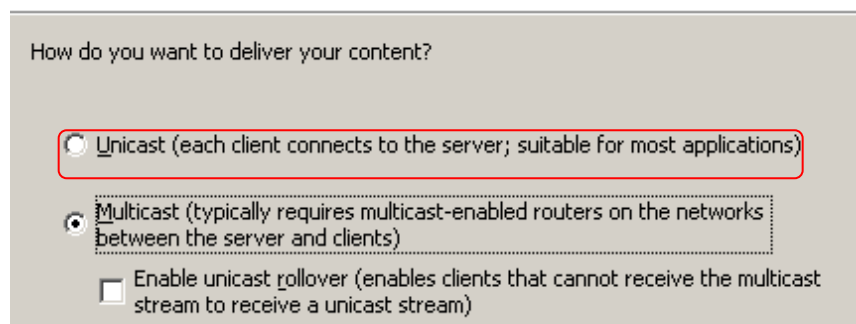 How do you want to deliver your content?
Unicast (each client connects to the server; suitable for most applications)
Multicast (typically requires multicast-enabled routers on the networks
between the server and clients)
Enable unicast rollover (enables clients that cannot receive the multicast
stream to receive a unicast stream)